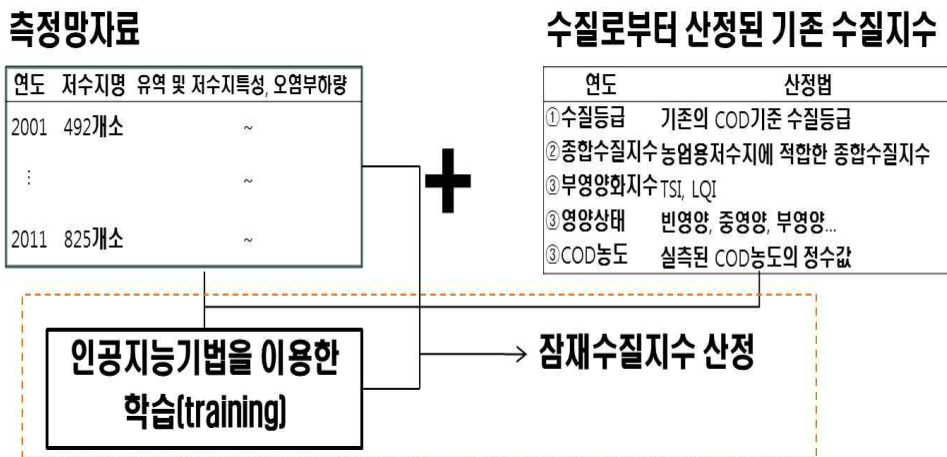 측정망자료
연도 저수지명 유역 및 저수지특성, 오염부하량
2001 492개소 ~
⋮ ~
2011 825개소 ~
+
수질로부터 산정된 기존 수질지수
연도 산정법
①수질등급 기존의 COD기준 수질등급
②종합수질지수 농업용저수지에 적합한 종합수질지수
③부영양화지수 TSI, LQI
③영양상태 빈영양, 중영양, 부영양...
③COD농도 실측된 COD농도의 정수값
인공지능기법을 이용한
학습(training)
잠재수질지수 산정